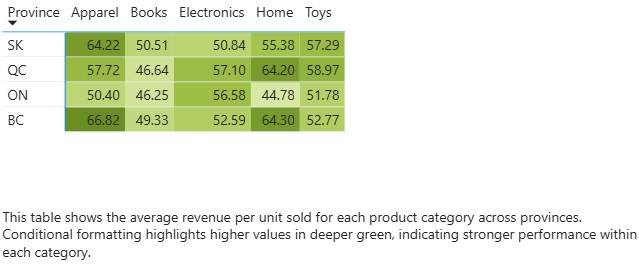 Province Apparel Books Electronics Home Toys
SK 64.22 50.51 50.84 55.38 57.29
QC 57.72 46.64 57.10 64.20 58.97
ON 50.40 46.25 56.58 44.78 51.78
BC 66.82 49.33 52.59 64.30 52.77
This table shows the average revenue per unit sold for each product category across provinces.
Conditional formatting highlights higher values in deeper green, indicating stronger performance within
each category.